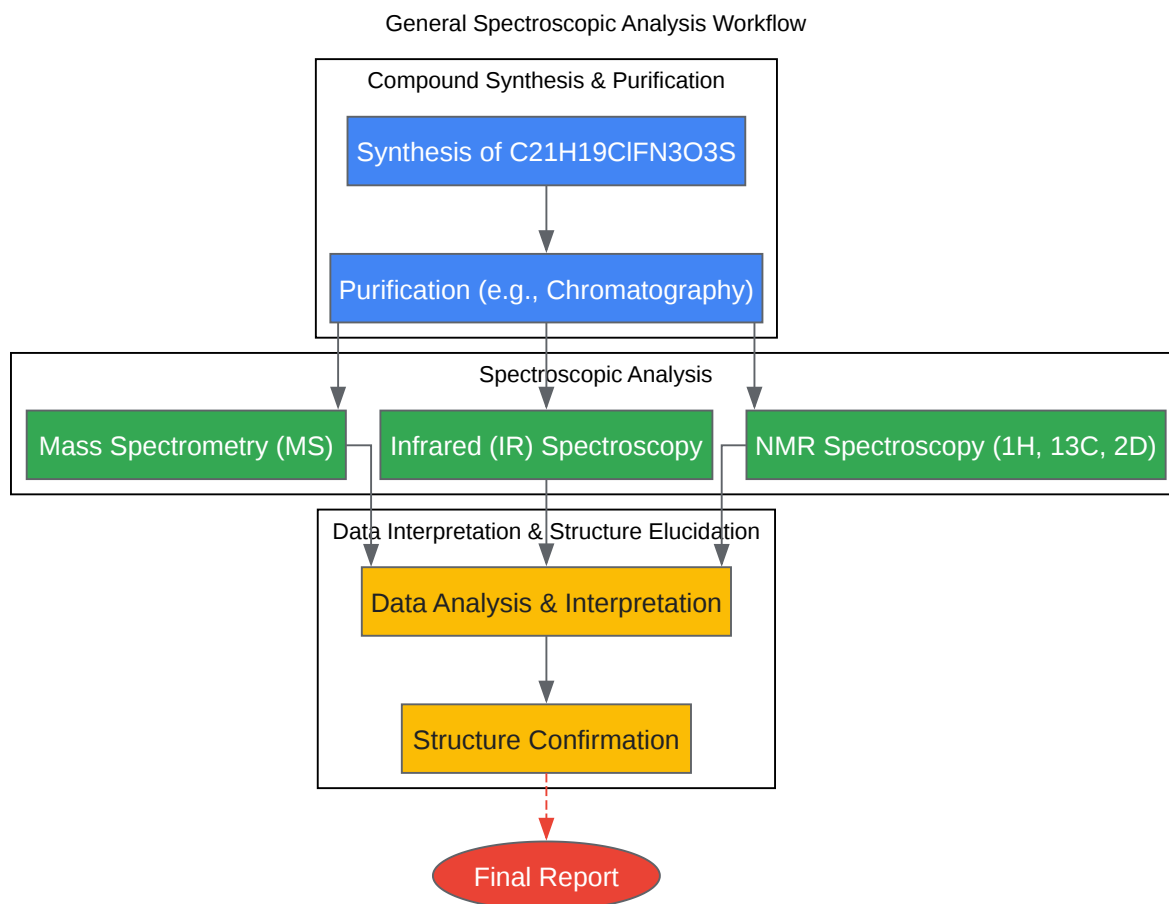 General Spectroscopic Analysis Workflow
Compound Synthesis & Purification
Synthesis of C21H19ClFN3O3S
Purification (e.g., Chromatography)
Spectroscopic Analysis
Mass Spectrometry (MS)
Infrared (IR) Spectroscopy
NMR Spectroscopy (1H, 13C, 2D)
Data Interpretation & Structure Elucidation
Data Analysis & Interpretation
Structure Confirmation
Final Report